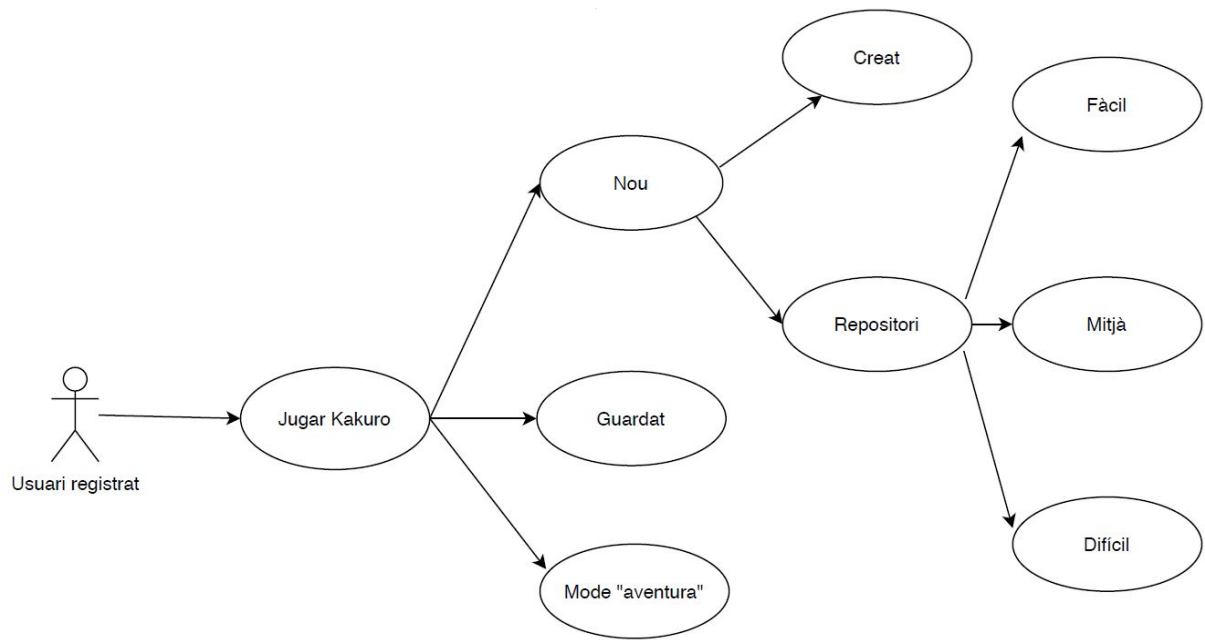 Creat
Fàcil
Nou
Repositori
Mitjà
Jugar Kakuro
Guardat
Usuari registrat
Difícil
Mode "aventura"